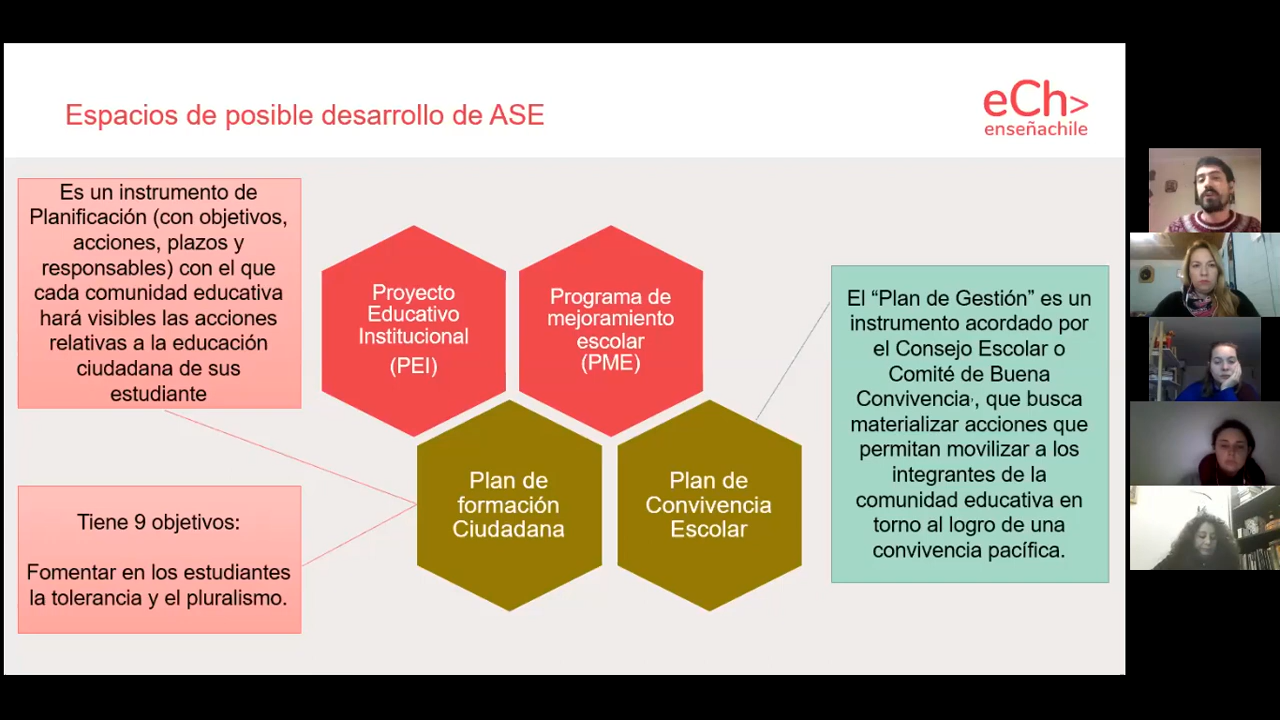 Espacios de posible desarrollo de ASE
eCh>
enseñachile
Es un instrumento de
Planificación (con objetivos,
acciones, plazos y
responsables) con el que
cada comunidad educativa
hará visibles las acciones
relativas a la educación
ciudadana de sus
estudiante
Tiene 9 objetivos:
Fomentar en los estudiantes
la tolerancia y el pluralismo.
Proyecto
Educativo
Institucional
(PEI)
Programa de
mejoramiento
escolar
(PME)
Plan de
formación
Ciudadana
Plan de
Convivencia
Escolar
El “Plan de Gestión” es un
instrumento acordado por
el Consejo Escolar o
Comité de Buena
Convivencia, que busca
materializar acciones que
permitan movilizar a los
integrantes de la
comunidad educativa en
torno al logro de una
convivencia pacífica.